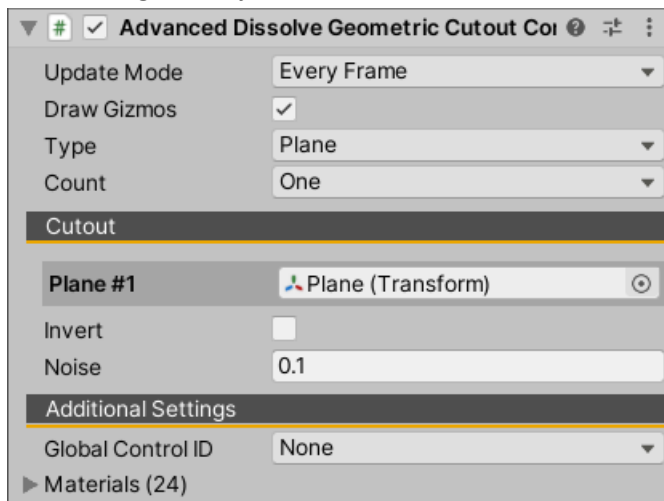 # Advanced Dissolve Geometric Cutout Co
Update Mode Every Frame
Draw Gizmos
Type Plane
Count One
Cutout
Plane #1 Plane (Transform)
Invert
Noise 0.1
Additional Settings
Global Control ID None
Materials (24)